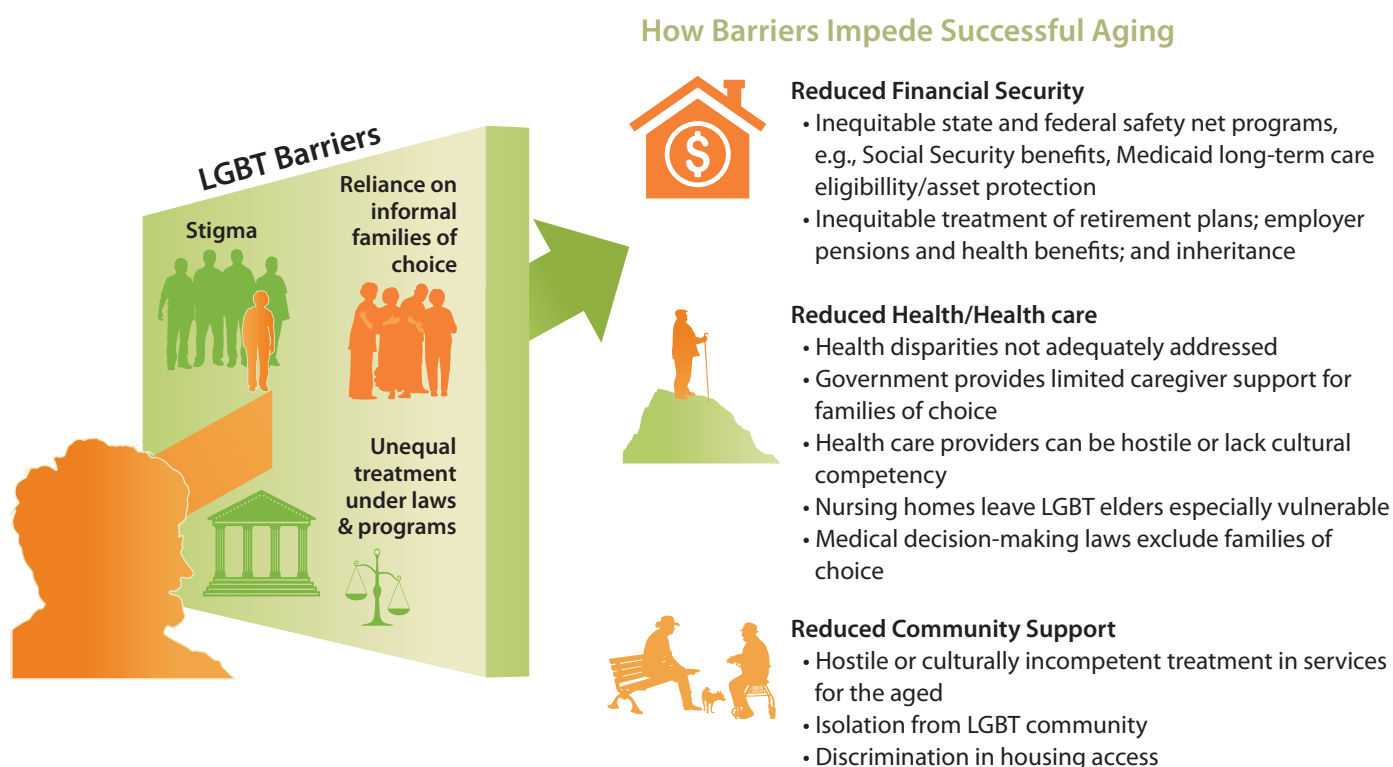 How Barriers Impede Successful Aging
LGBT Barriers
Stigma
Reliance on
informal
families of
choice
Unequal
treatment
under laws
& programs
$
Reduced Financial Security
• Inequitable state and federal safety net programs,
e.g., Social Security benefits, Medicaid long-term care
eligibillity/asset protection
• Inequitable treatment of retirement plans; employer
pensions and health benefits; and inheritance
Reduced Health/Health care
• Health disparities not adequately addressed
• Government provides limited caregiver support for
families of choice
• Health care providers can be hostile or lack cultural
competency
• Nursing homes leave LGBT elders especially vulnerable
• Medical decision-making laws exclude families of
choice
Reduced Community Support
• Hostile or culturally incompetent treatment in services
for the aged
• Isolation from LGBT community
• Discrimination in housing access